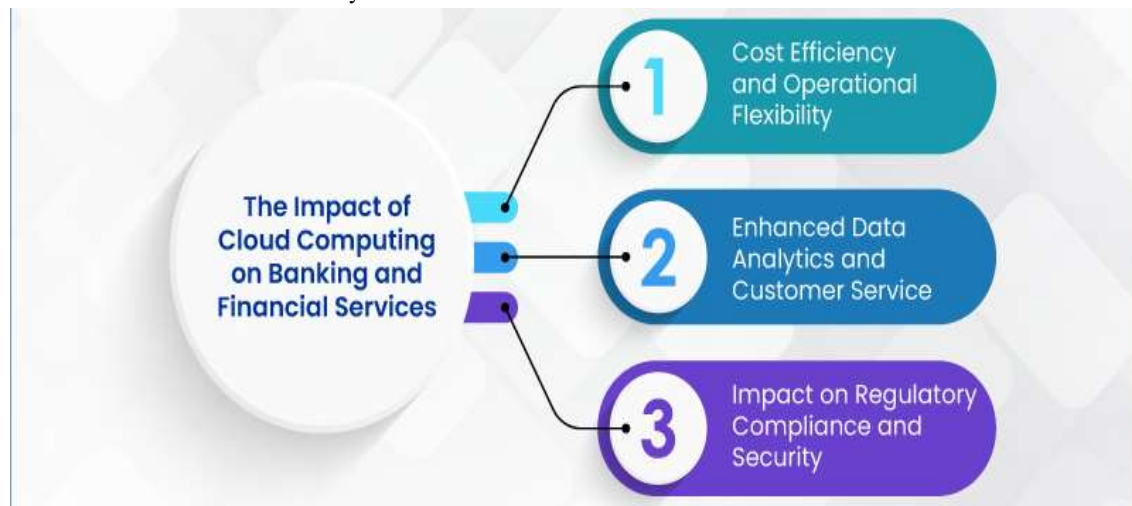 The Impact of
Cloud Computing
on Banking and
Financial Services
1
Cost Efficiency
and Operational
Flexibility
2
Enhanced Data
Analytics and
Customer Service
3
Impact on Regulatory
Compliance and
Security